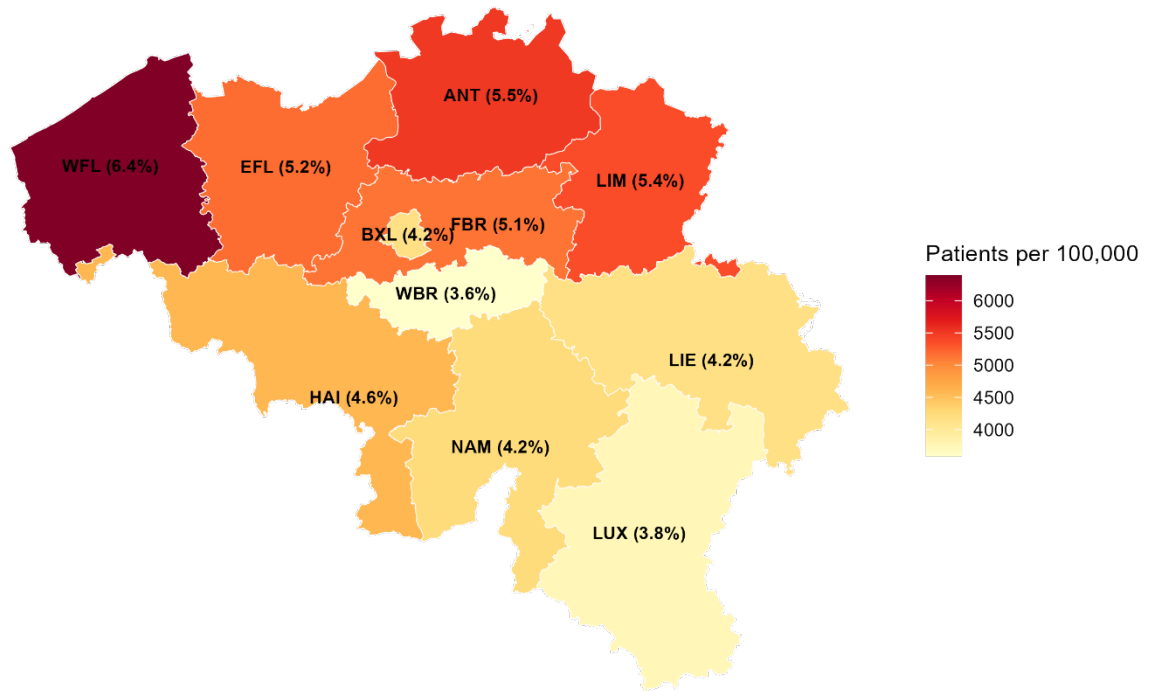 ANT (5.5%)
WFL (6.4%)
EFL (5.2%)
LIM (5.4%)
FBR (5.1%)
BXL (4.2%)
WBR (3.6%)
LIE (4.2%)
HAI (4.6%)
NAM (4.2%)
LUX (3.8%)
Patients per 100,000
6000
5500
5000
4500
4000